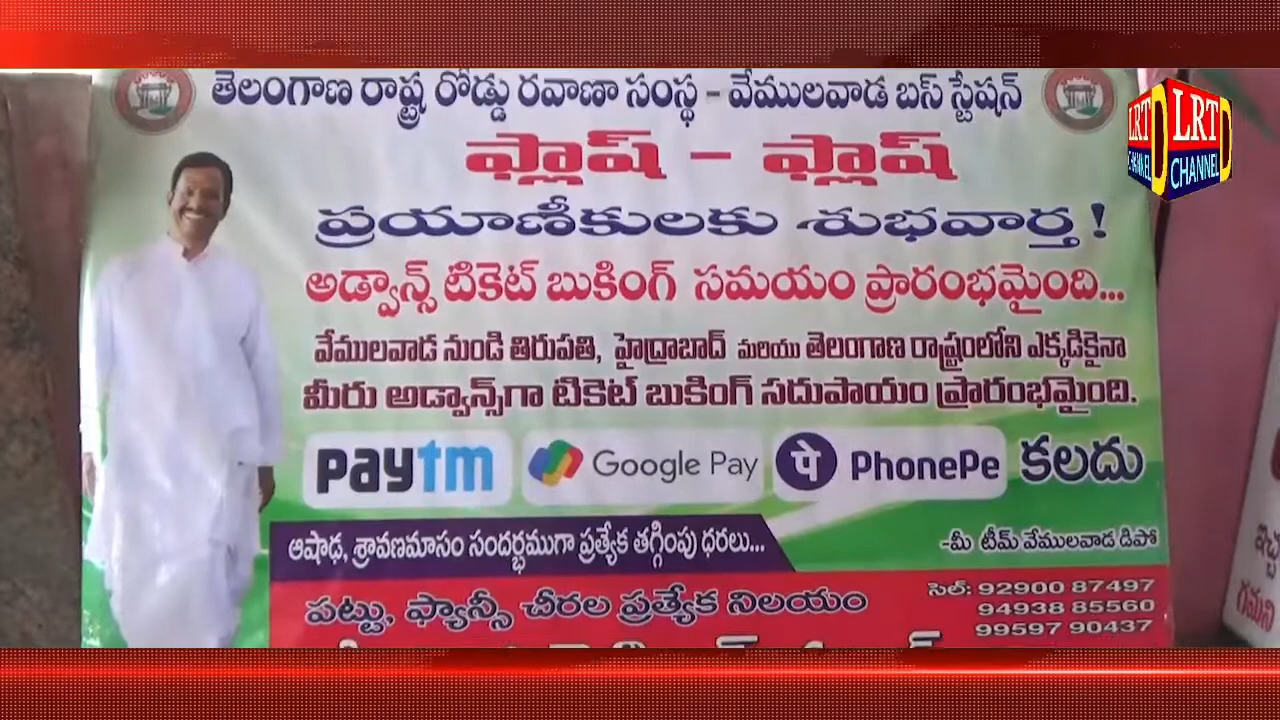 తెలంగాణ రాష్ట్ర రోడ్డు రవాణా సంస్థ - వేములవాడ బస్ స్టేషన్
ఫ్లాష్ - ఫ్లాష్
ప్రయాణీకులకు శుభవార్త !
అడ్వాన్స్ టికెట్ బుకింగ్ సమయం ప్రారంభమైంది...
వేములవాడ నుండి తిరుపతి, హైద్రాబాద్ మరియు తెలంగాణ రాష్ట్రంలోని ఎక్కడికైనా
మీరు అడ్వాన్స్‌గా టికెట్ బుకింగ్ సదుపాయం ప్రారంభమైంది.
Paytm Google Pay पे PhonePe కలదు
-మీ టీమ్ వేములవాడ డిపో
ఆషాఢ, శ్రావణమాసం సందర్భముగా ప్రత్యేక తగ్గింపు ధరలు...
పట్టు, ఫ్యాన్సీ చీరల ప్రత్యేక నిలయం
సెల్: 92900 87497
94938 85560
99597 90437
LRT CHANNEL
LRT CHANNEL